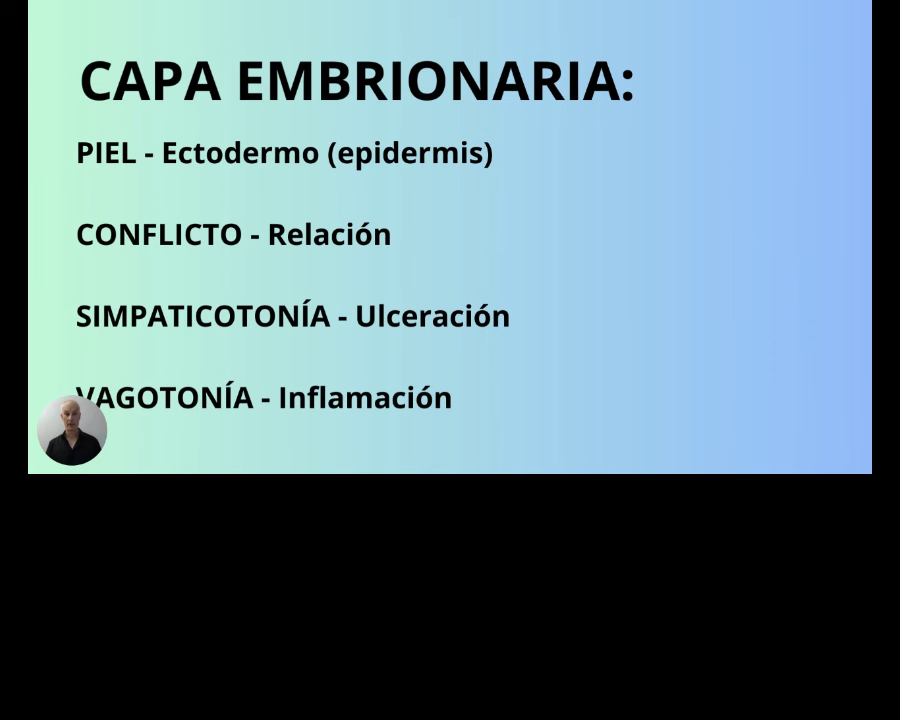 CAPA EMBRIONARIA:
PIEL - Ectodermo (epidermis)
CONFLICTO - Relación
SIMPATICOTONÍA - Ulceración
VAGOTONÍA - Inflamación